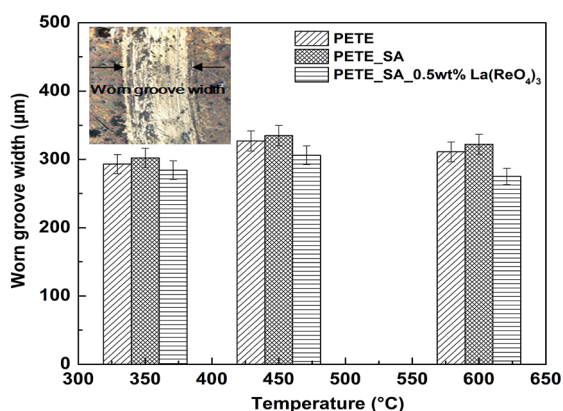 500
400
300
200
100
0
Worn groove width (µm)
Worn groove width
PETE
PETE_SA
PETE_SA_0.5wt% La(ReO₄)₃
300 350 400 450 500 550 600 650
Temperature (°C)